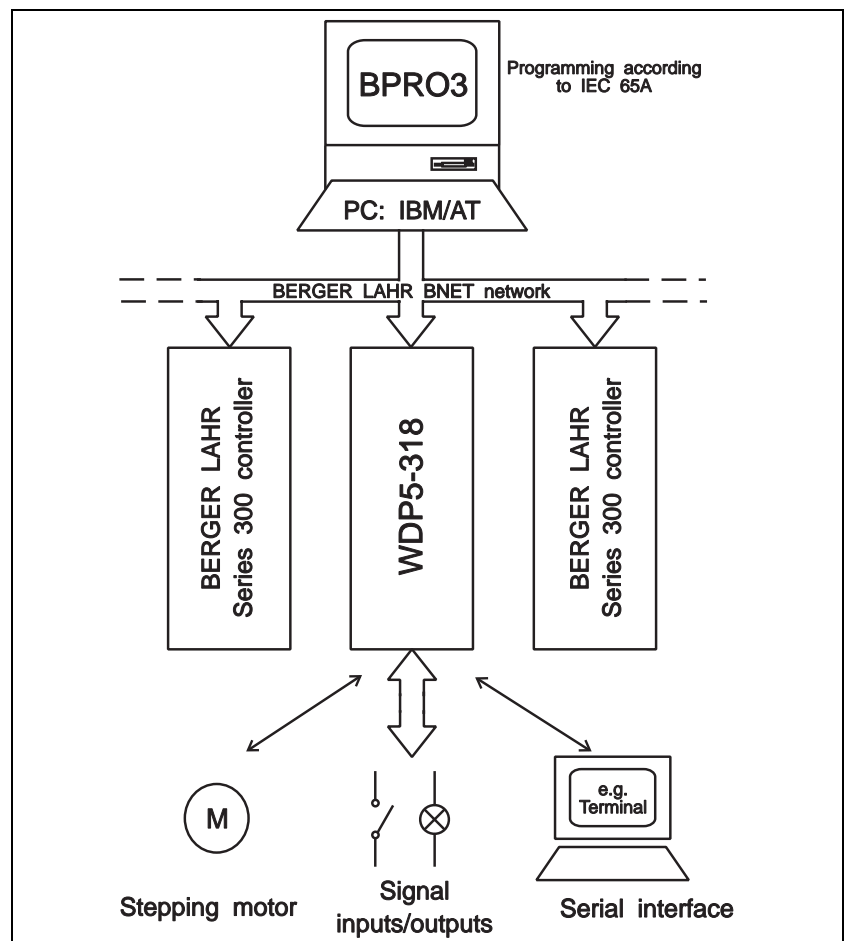 BPRO3
Programming according
to IEC 65A
PC: IBM/AT
BERGER LAHR BNET network
BERGER LAHR
Series 300 controller
WDP5-318
BERGER LAHR
Series 300 controller
M
e.g.
Terminal
Stepping motor
Signal
inputs/outputs
Serial interface